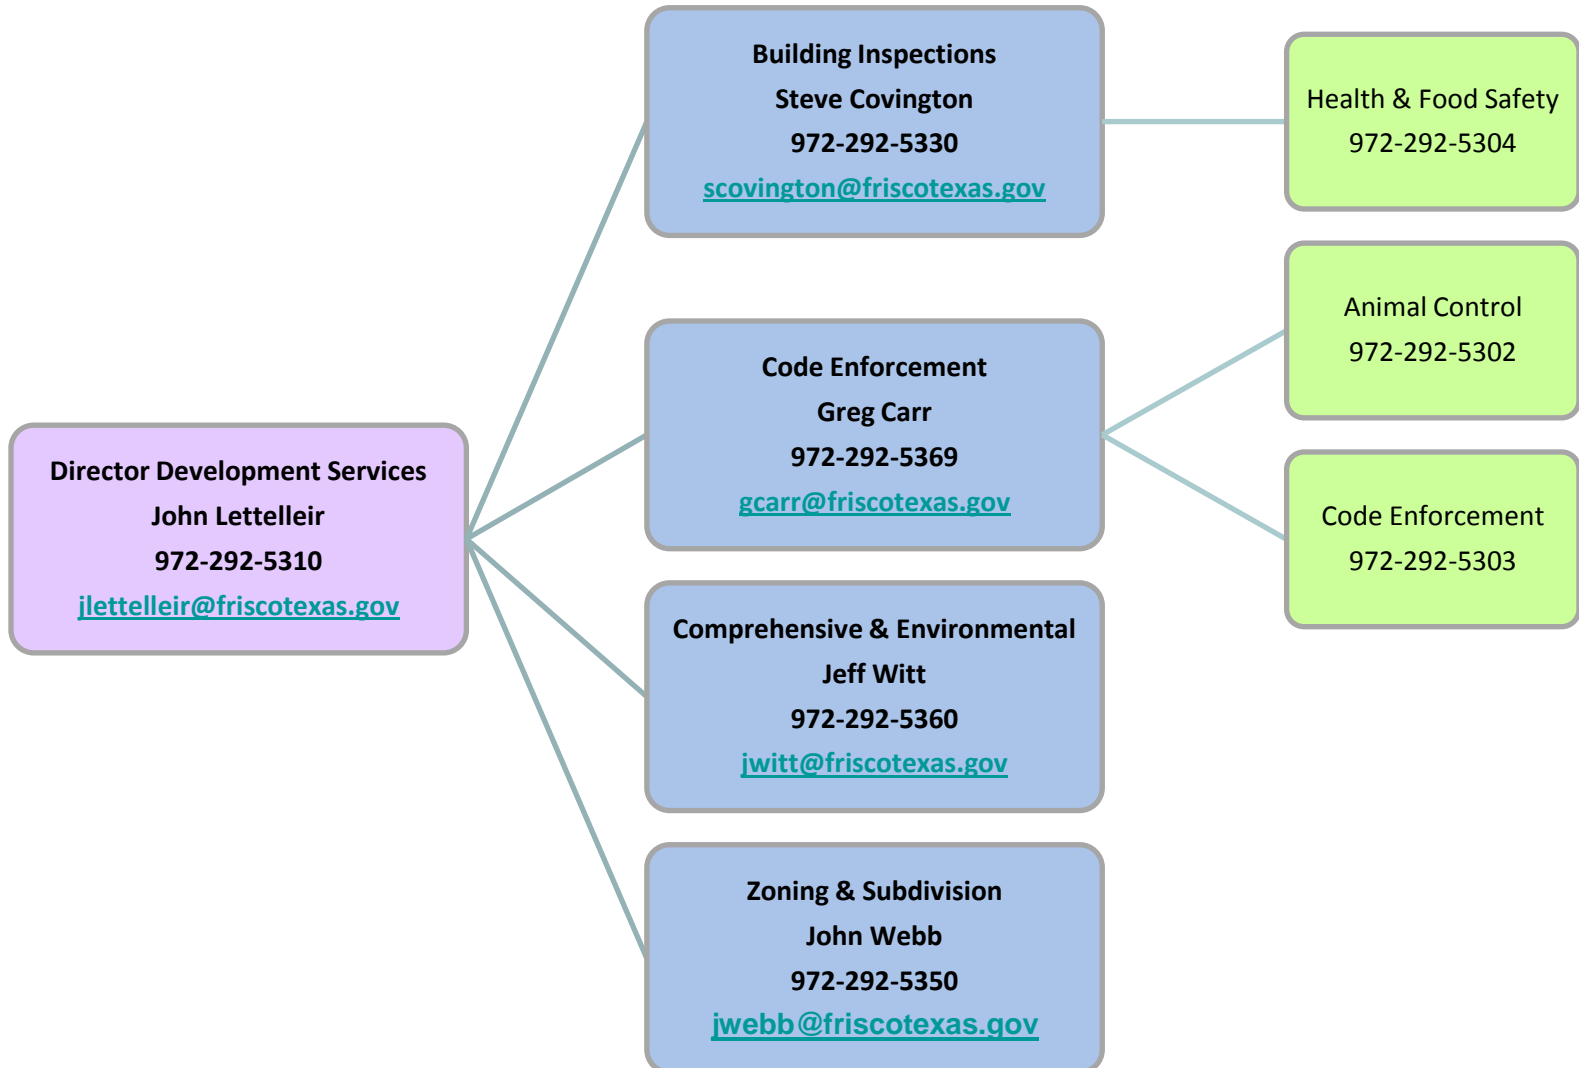 Director Development Services
John Lettelleir
972-292-5310
jlettelleir@friscotexas.gov
Building Inspections
Steve Covington
972-292-5330
scovington@friscotexas.gov
Health & Food Safety
972-292-5304
Code Enforcement
Greg Carr
972-292-5369
gcarr@friscotexas.gov
Animal Control
972-292-5302
Code Enforcement
972-292-5303
Comprehensive & Environmental
Jeff Witt
972-292-5360
jwitt@friscotexas.gov
Zoning & Subdivision
John Webb
972-292-5350
jwebb@friscotexas.gov